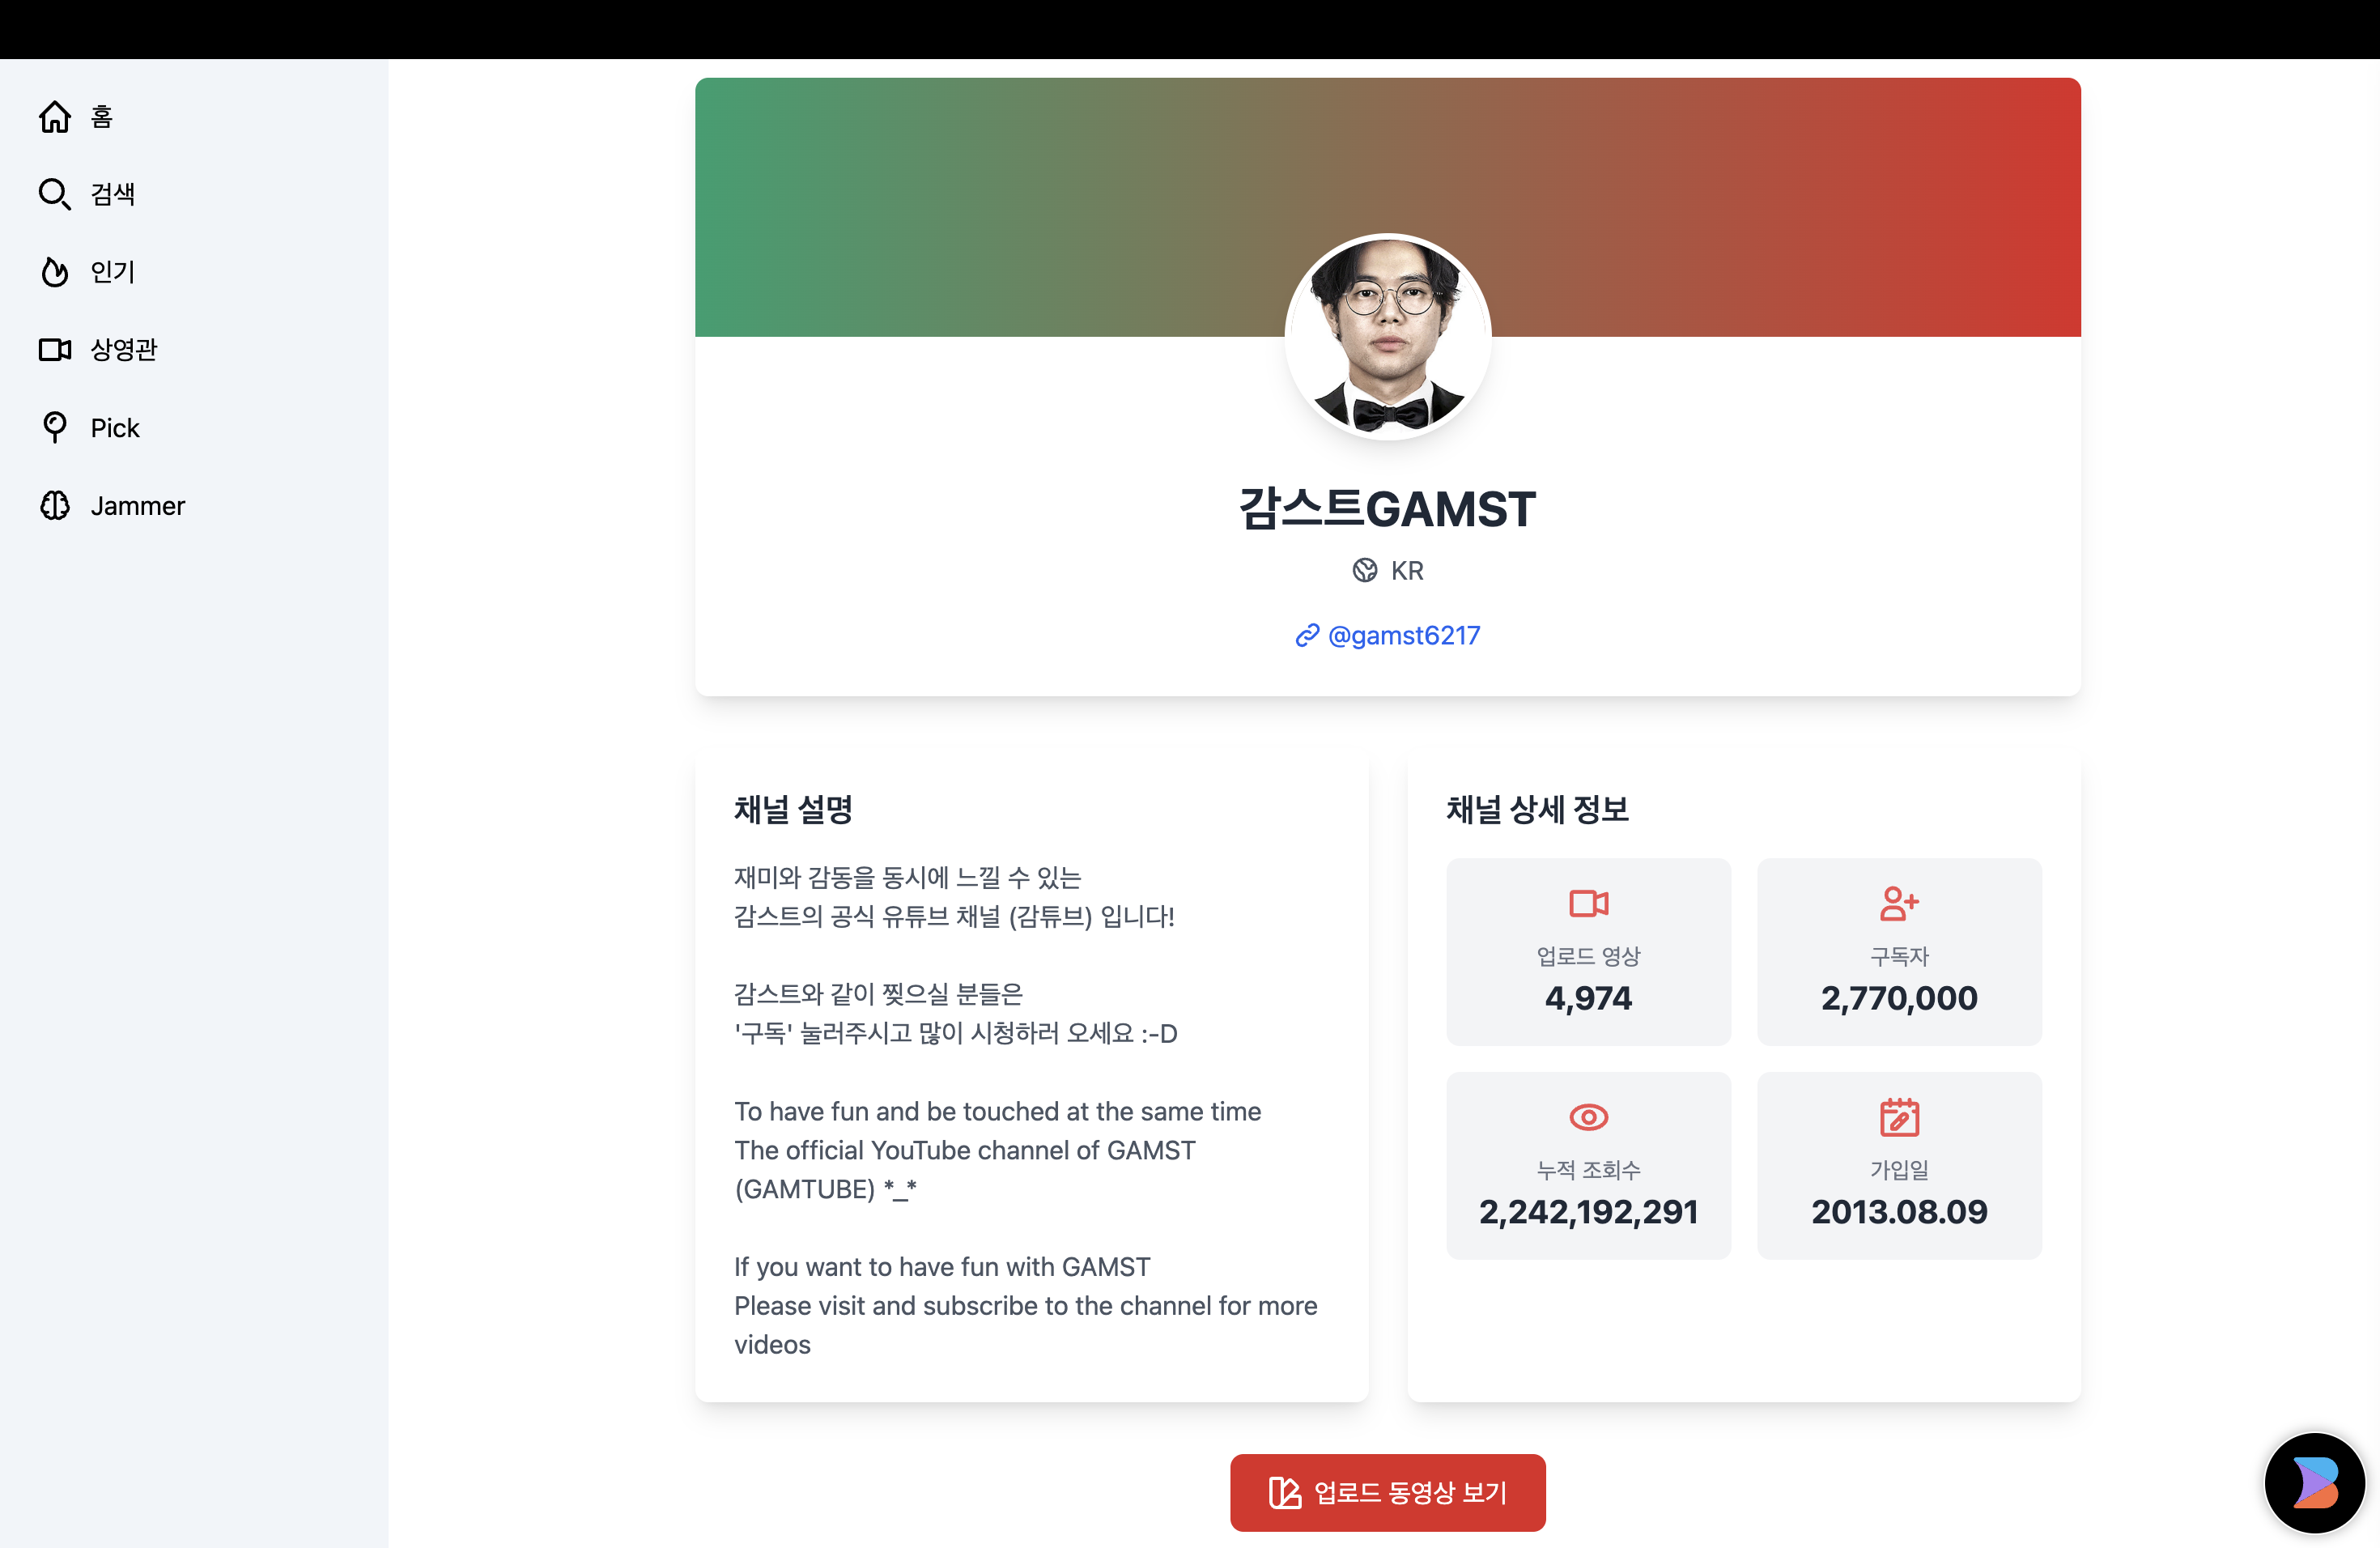 홈
검색
인기
상영관
Pick
Jammer
감스트GAMST
KR
@gamst6217
채널 설명
재미와 감동을 동시에 느낄 수 있는
감스트의 공식 유튜브 채널 (감튜브) 입니다!
감스트와 같이 찢으실 분들은
'구독' 눌러주시고 많이 시청하러 오세요 :-D
To have fun and be touched at the same time
The official YouTube channel of GAMST
(GAMTUBE) *_*
If you want to have fun with GAMST
Please visit and subscribe to the channel for more
videos
채널 상세 정보
업로드 영상
4,974
구독자
2,770,000
누적 조회수
2,242,192,291
가입일
2013.08.09
업로드 동영상 보기